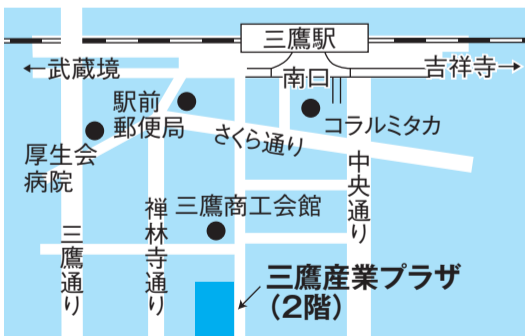 三鷹駅
←武蔵境
南口
吉祥寺→
駅前
郵便局
コラルミタカ
さくら通り
厚生会
病院
中央通り
三鷹商工会館
禅林寺通り
三鷹通り
三鷹産業プラザ
(2階)